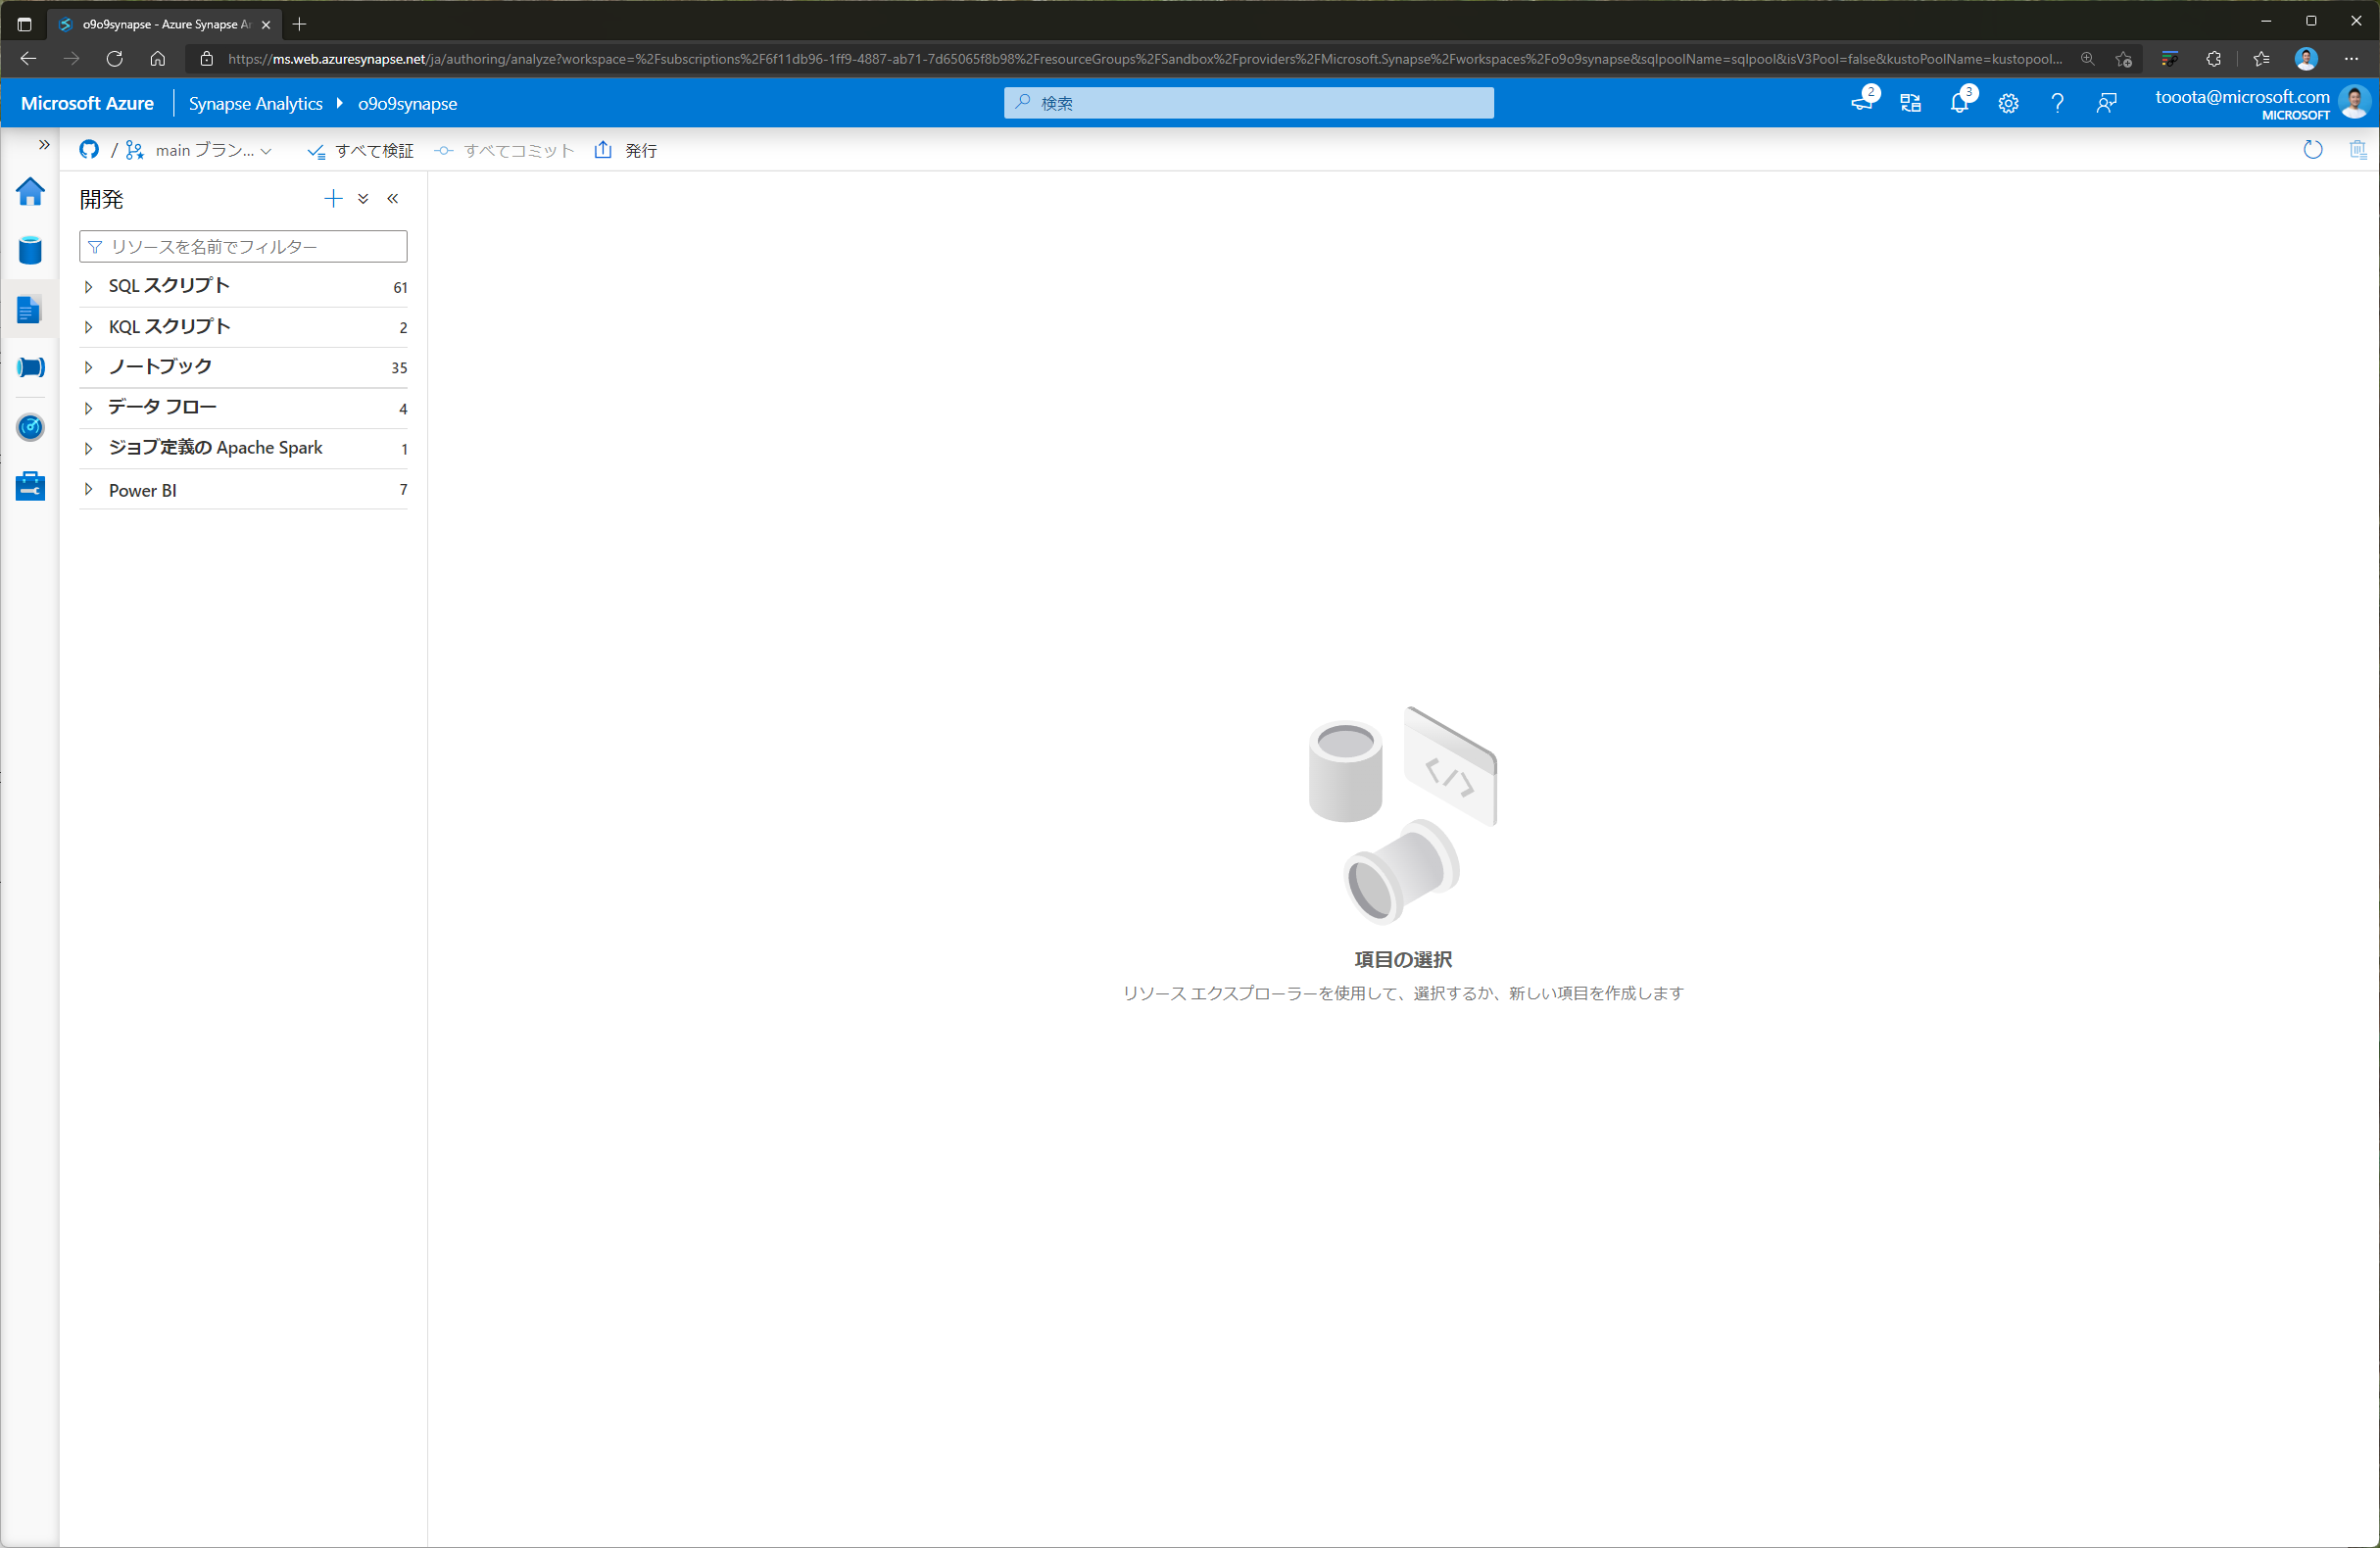 o9o9synapse - Azure Synapse A
https://ms.web.azuresynapse.net/ja/authoring/analyze?workspace=%2Fsubscriptions%2F6f11db96-1ff9-4887-ab71-7d65065f8b98%2FresourceGroups%2FSandbox%2Fproviders%2FMicrosoft.Synapse%2Fworkspaces%2Fo9o9synapse&sqlpoolName=sqlpool&isV3Pool=false&kustoPoolName=kustopool...
Microsoft Azure Synapse Analytics o9o9synapse 検索 2 3 tooota@microsoft.com
MICROSOFT
/ main ブラン... すべて検証 すべてコミット 発行
開発
リソースを名前でフィルター
SQL スクリプト 61
KQL スクリプト 2
ノートブック 35
データ フロー 4
ジョブ定義の Apache Spark 1
Power BI 7
</>
項目の選択
リソース エクスプローラーを使用して、選択するか、新しい項目を作成します